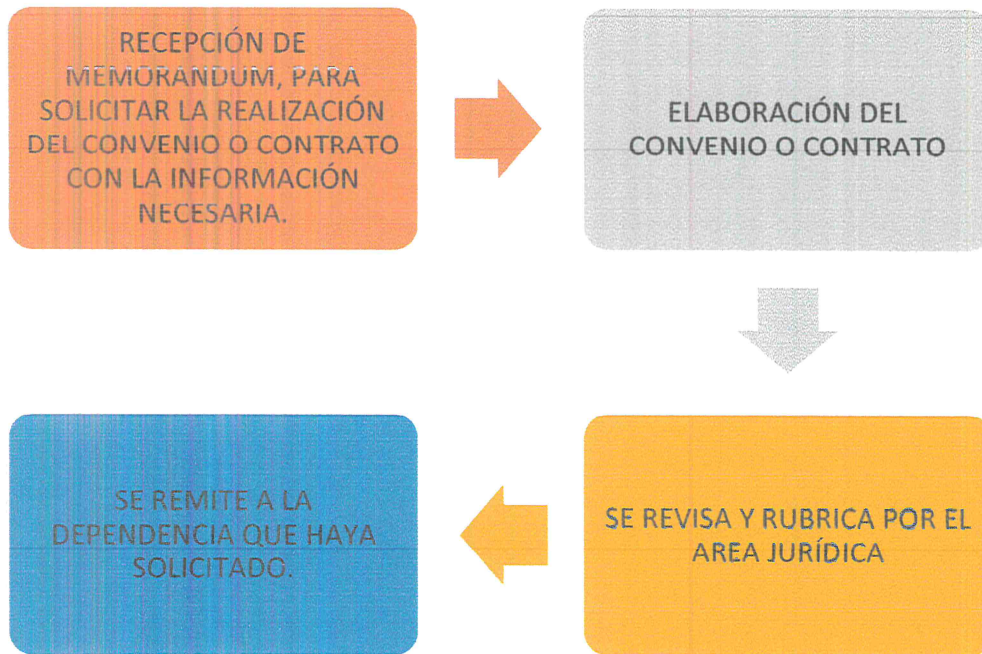 RECEPCIÓN DE
MEMORANDUM, PARA
SOLICITAR LA REALIZACIÓN
DEL CONVENIO O CONTRATO
CON LA INFORMACIÓN
NECESARIA.
ELABORACIÓN DEL
CONVENIO O CONTRATO
SE REVISA Y RUBRICA POR EL
AREA JURÍDICA
SE REMITE A LA
DEPENDENCIA QUE HAYA
SOLICITADO.